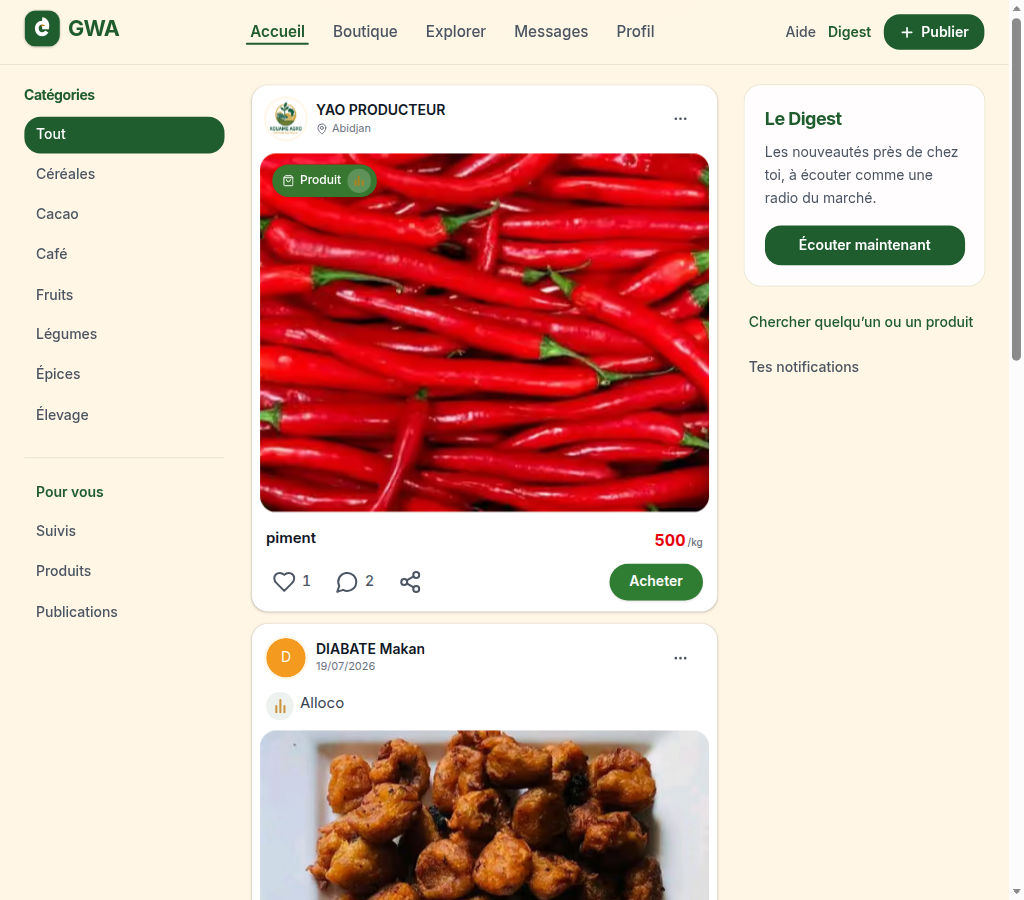 GWA
Accueil
Boutique
Explorer
Messages
Profil
Aide
Digest
+ Publier
Catégories
Tout
Céréales
Cacao
Café
Fruits
Légumes
Épices
Élevage
Pour vous
Suivis
Produits
Publications
KOUAME AGRO
YAO PRODUCTEUR
Abidjan
Produit
piment
500 /kg
1
2
Acheter
D
DIABATE Makan
19/07/2026
Alloco
Le Digest
Les nouveautés près de chez
toi, à écouter comme une
radio du marché.
Écouter maintenant
Chercher quelqu’un ou un produit
Tes notifications